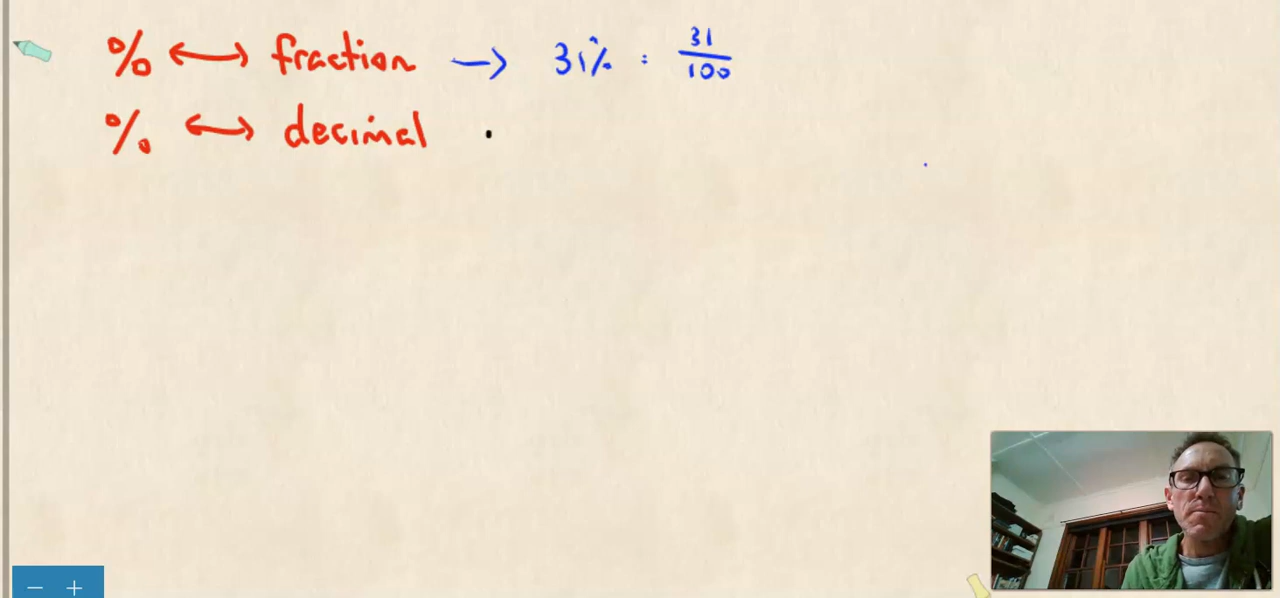 % ⟷ fraction → 31% = 31/100
% ⟷ decimal